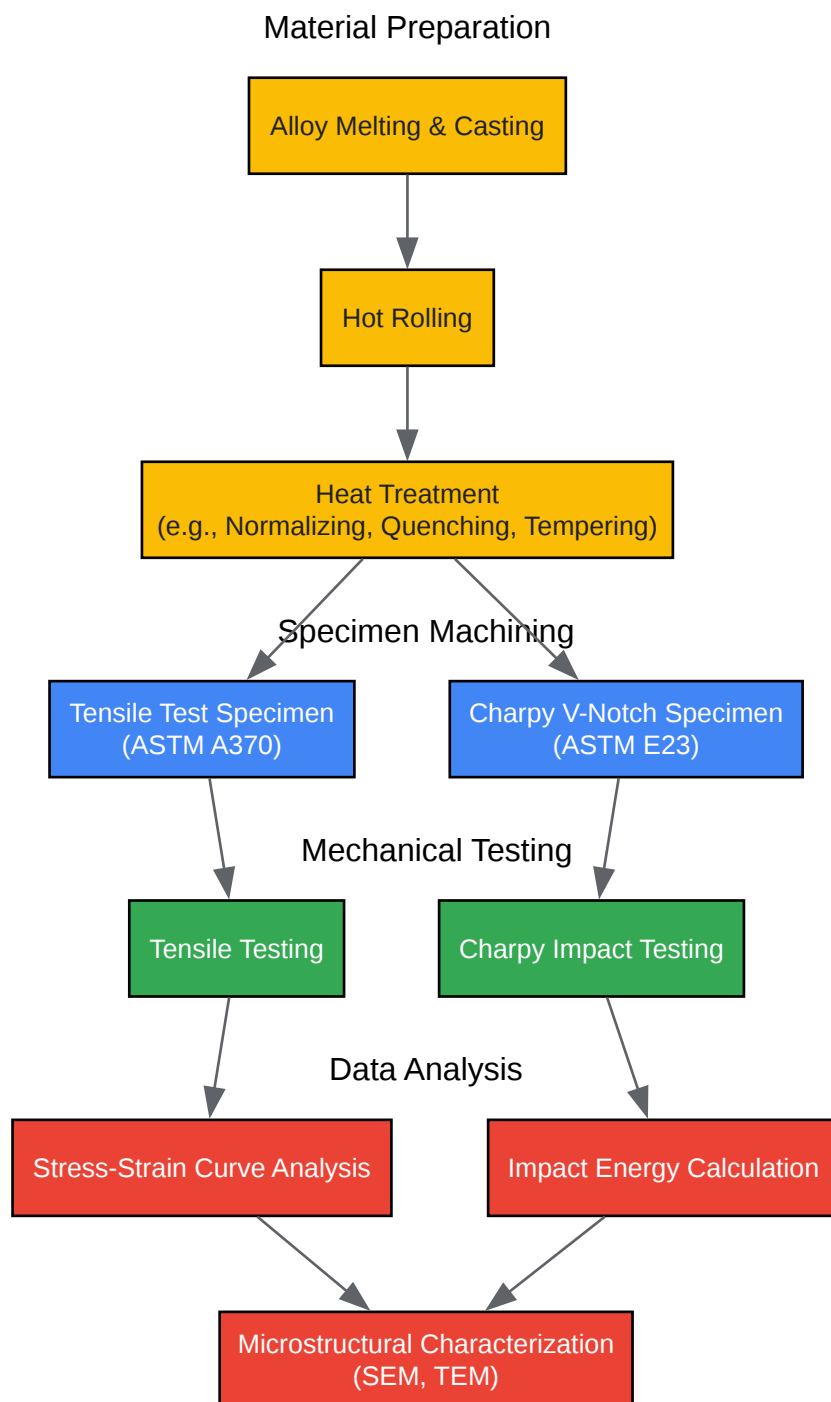 Material Preparation
Alloy Melting & Casting
Hot Rolling
Heat Treatment
(e.g., Normalizing, Quenching, Tempering)
Specimen Machining
Tensile Test Specimen
(ASTM A370)
Charpy V-Notch Specimen
(ASTM E23)
Mechanical Testing
Tensile Testing
Charpy Impact Testing
Data Analysis
Stress-Strain Curve Analysis
Impact Energy Calculation
Microstructural Characterization
(SEM, TEM)